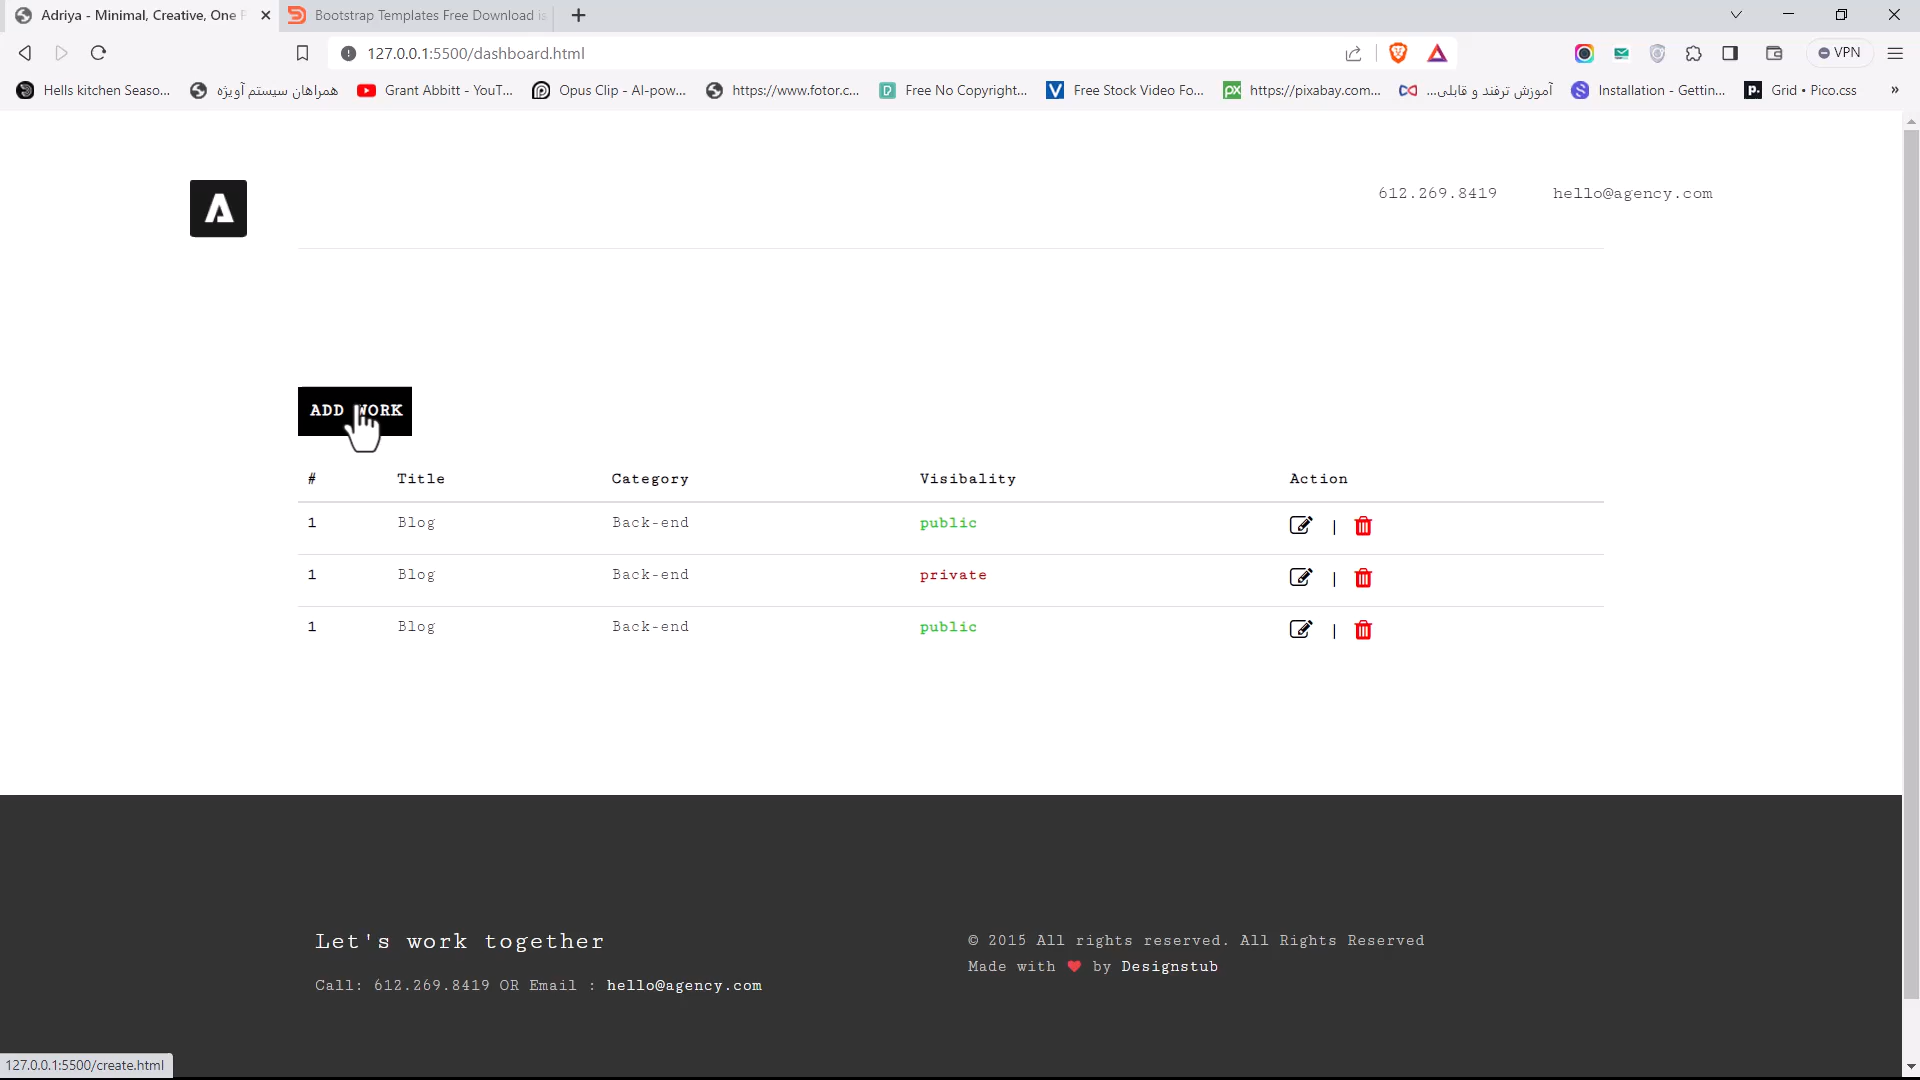 Adriya - Minimal, Creative, One P
Bootstrap Templates Free Download is
127.0.0.1:5500/dashboard.html
VPN
Hells kitchen Seaso...
همراهان سیستم آویژه
Grant Abbitt - YouT...
Opus Clip - AI-pow...
https://www.fotor.c...
Free No Copyright...
Free Stock Video Fo...
https://pixabay.com...
آموزش ترفند و قابلی...
Installation - Gettin...
Grid • Pico.css
»
612.269.8419
hello@agency.com
ADD WORK
# Title Category Visibality Action
1 Blog Back-end public |
1 Blog Back-end private |
1 Blog Back-end public |
Let's work together
Call: 612.269.8419 OR Email : hello@agency.com
© 2015 All rights reserved. All Rights Reserved
Made with ♥ by Designstub
127.0.0.1:5500/create.html